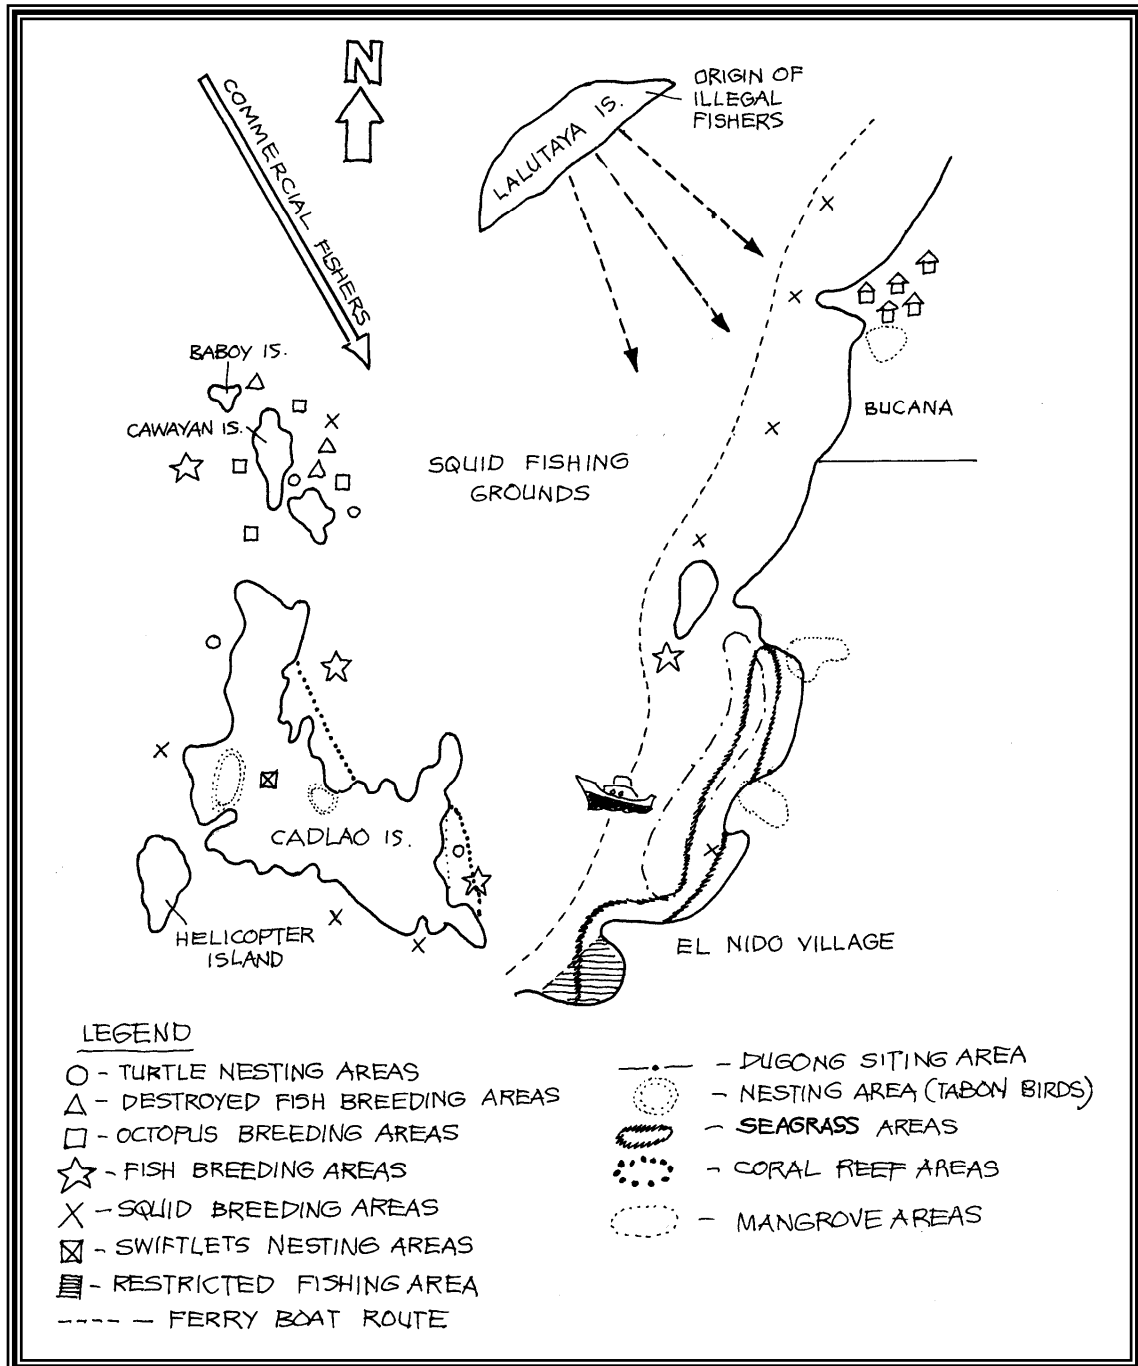 N
COMMERCIAL FISHERS
LALUTAYA IS.
ORIGIN OF
ILLEGAL
FISHERS
BABOY IS.
CAWAYAN IS.
BUCANA
SQUID FISHING
GROUNDS
CADLAO IS.
HELICOPTER
ISLAND
EL NIDO VILLAGE
LEGEND
- TURTLE NESTING AREAS
- DESTROYED FISH BREEDING AREAS
- OCTOPUS BREEDING AREAS
- FISH BREEDING AREAS
- SQUID BREEDING AREAS
- SWIFTLETS NESTING AREAS
- RESTRICTED FISHING AREA
- FERRY BOAT ROUTE
- DUGONG SITING AREA
- NESTING AREA (TABON BIRDS)
- SEAGRASS AREAS
- CORAL REEF AREAS
- MANGROVE AREAS